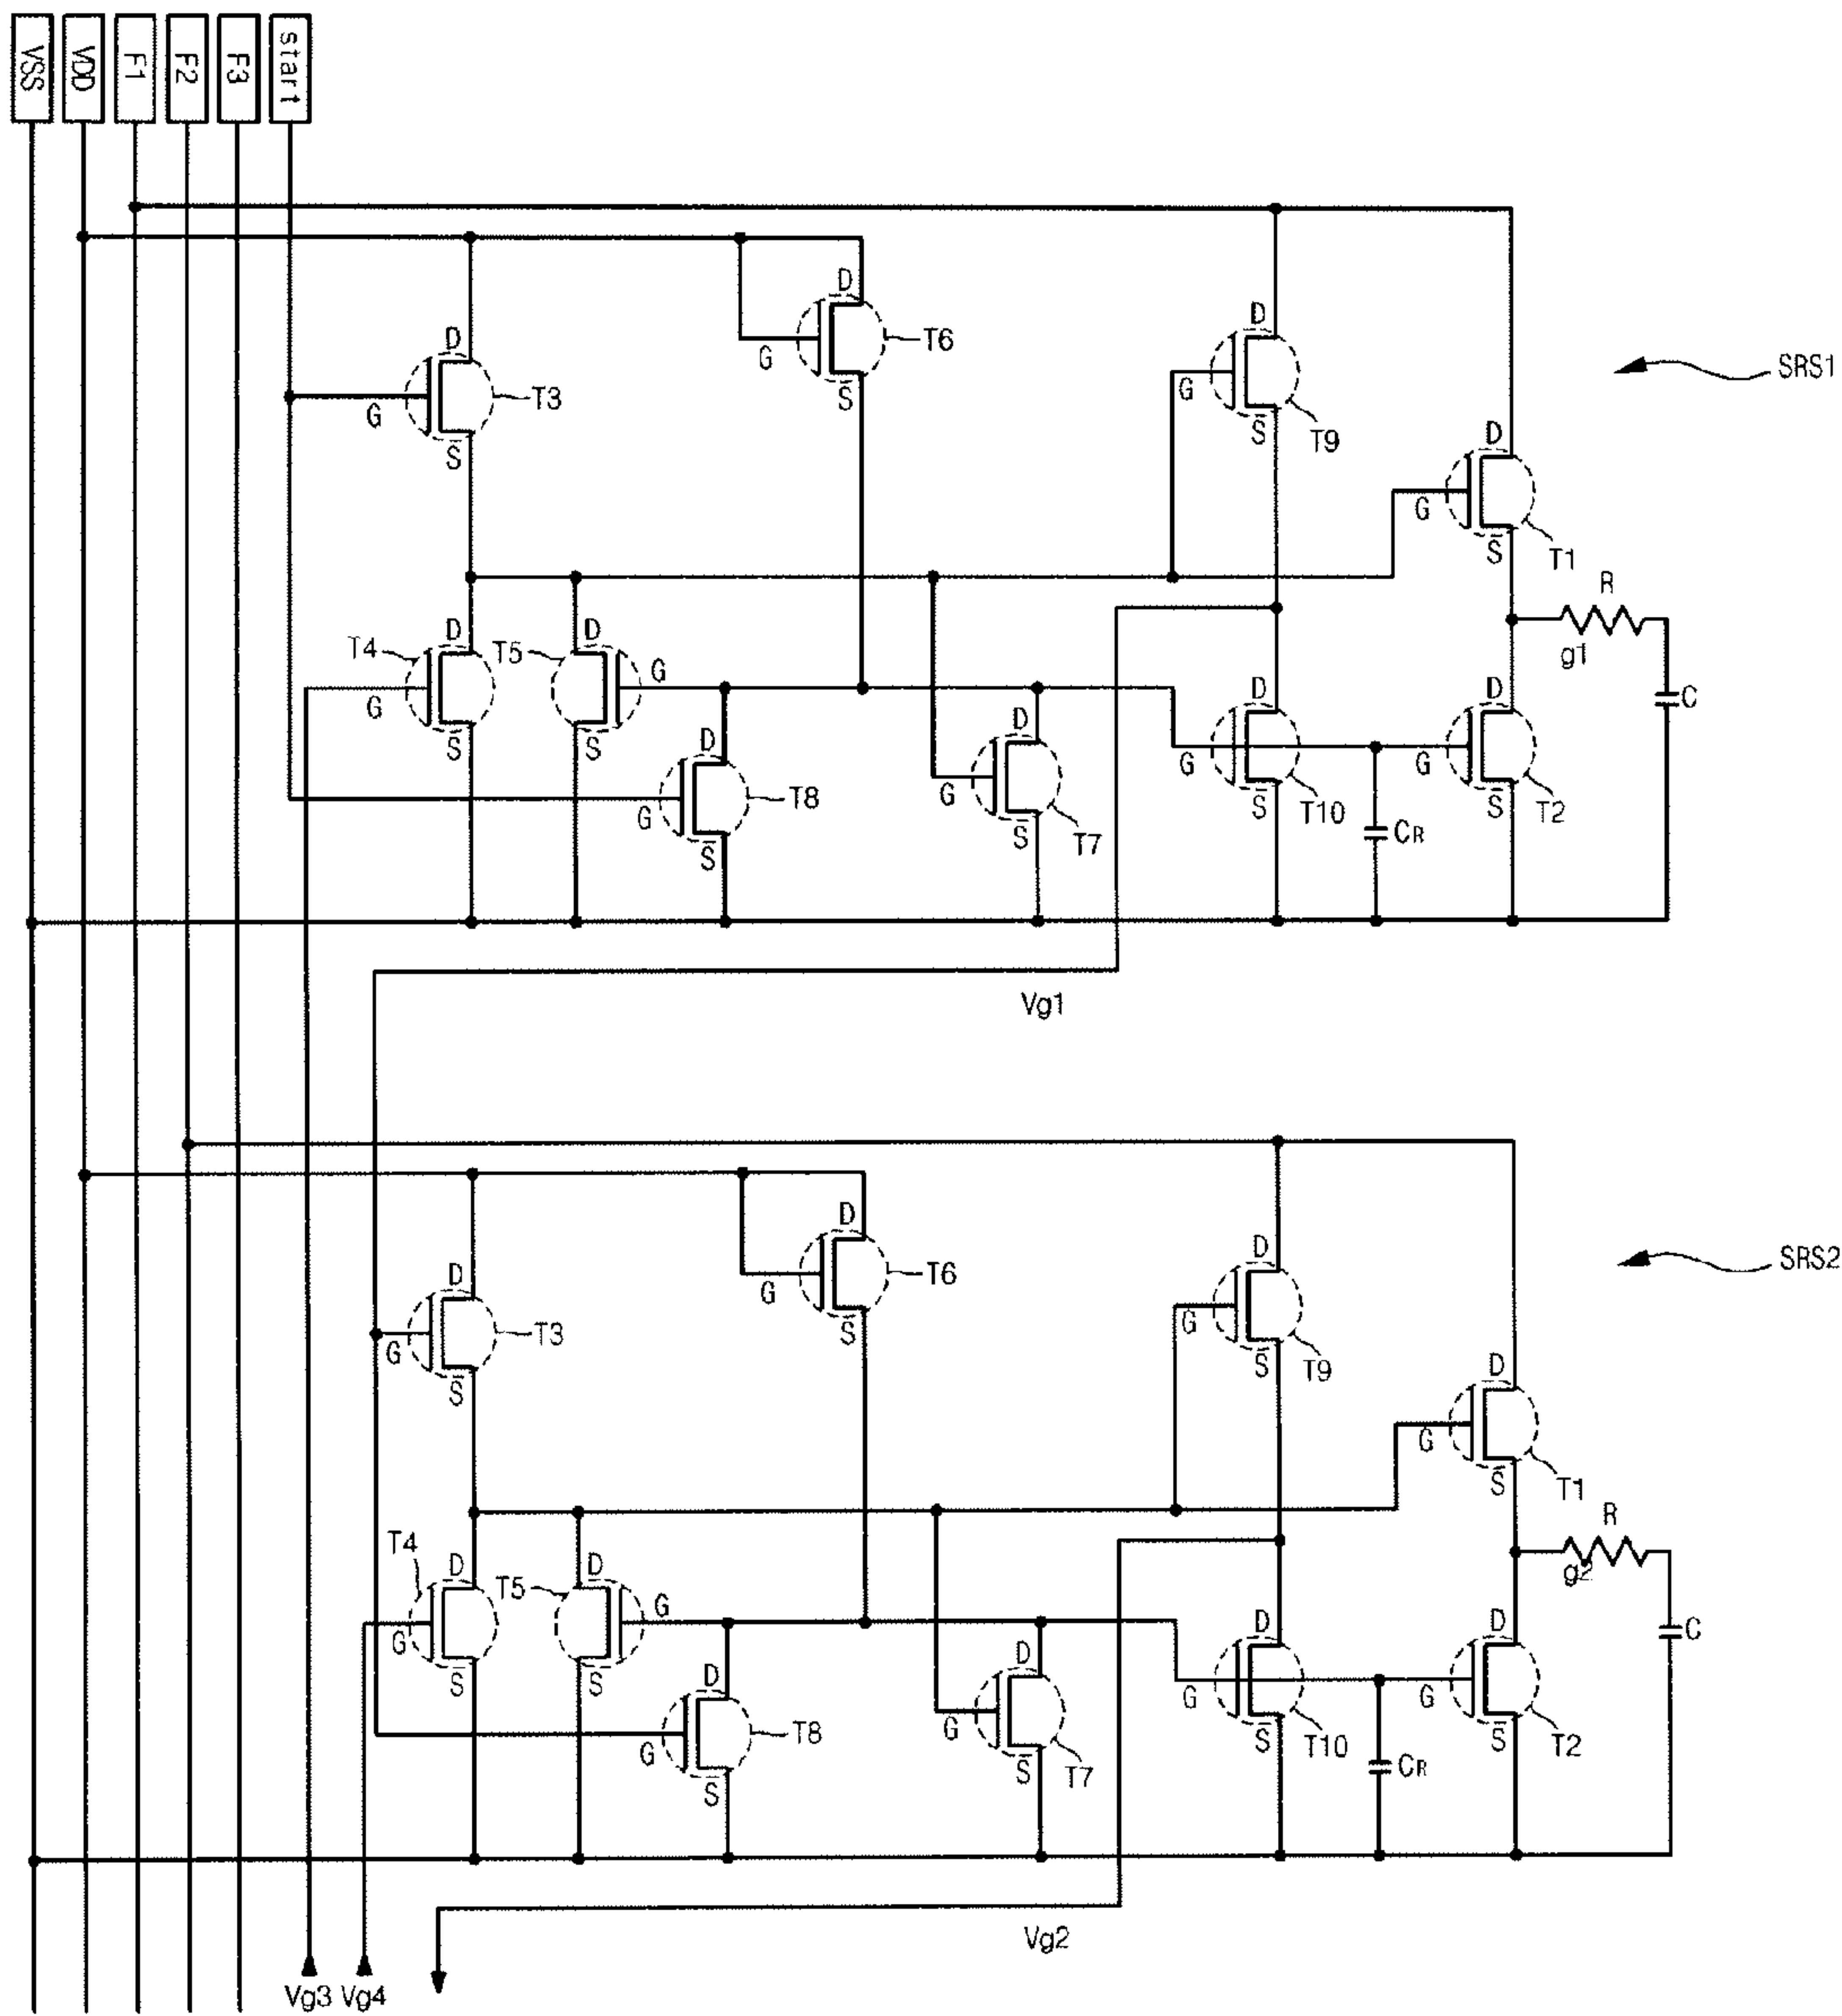 VSS VDD F1 F2 F3 start
D
D
D T6
G S
D T3
G S
G S T9
SRS1
D
G S T1
R
g1
C
T4 D
G S
T5 D
G
S
D T8
G S
D
G S T7
D
G S T10
CR
D
G S T2
Vg1
D
D
D T6
G S
D T3
G S
G S T9
SRS2
D
G S T1
R
g2
C
T4 D
G S
T5 D
G
S
D T8
G S
D
G S T7
D
G S T10
CR
D
G S T2
Vg2
Vg3 Vg4